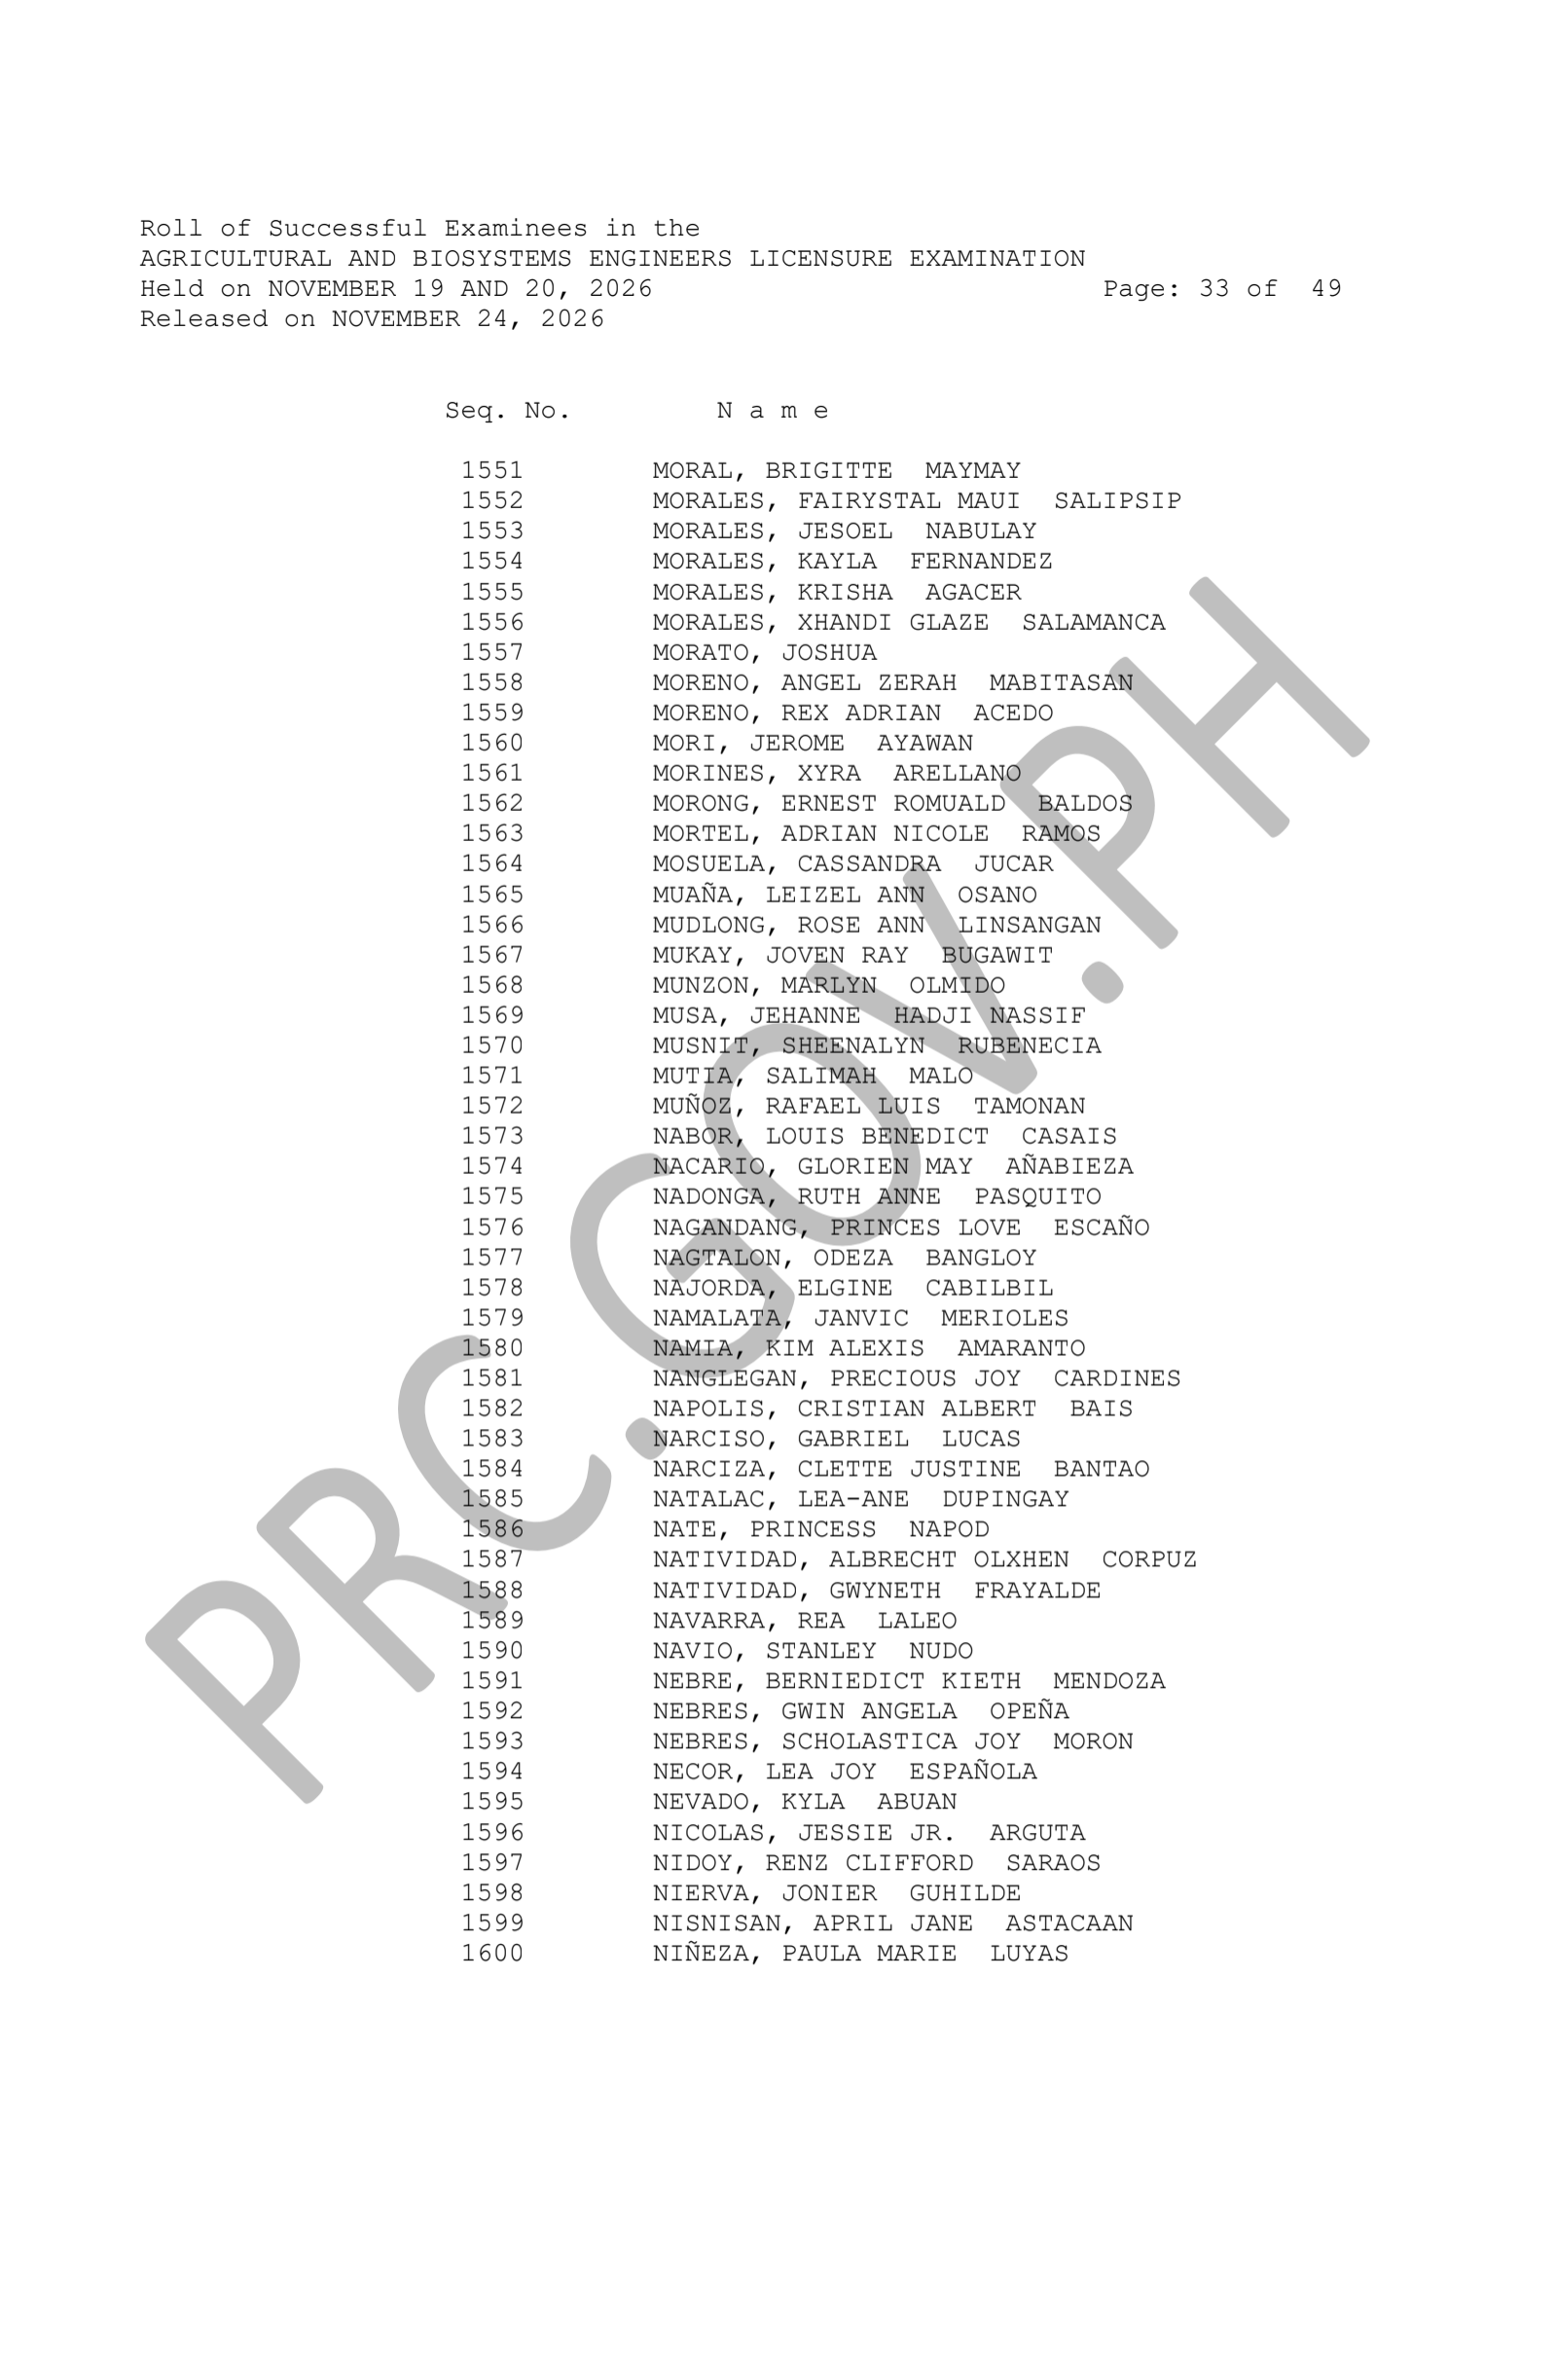 Roll of Successful Examinees in the
AGRICULTURAL AND BIOSYSTEMS ENGINEERS LICENSURE EXAMINATION
Held on NOVEMBER 19 AND 20, 2026 Page: 33 of 49
Released on NOVEMBER 24, 2026
Seq. No. N a m e
1551 MORAL, BRIGITTE MAYMAY
1552 MORALES, FAIRYSTAL MAUI SALIPSIP
1553 MORALES, JESOEL NABULAY
1554 MORALES, KAYLA FERNANDEZ
1555 MORALES, KRISHA AGACER
1556 MORALES, XHANDI GLAZE SALAMANCA
1557 MORATO, JOSHUA
1558 MORENO, ANGEL ZERAH MABITASAN
1559 MORENO, REX ADRIAN ACEDO
1560 MORI, JEROME AYAWAN
1561 MORINES, XYRA ARELLANO
1562 MORONG, ERNEST ROMUALD BALDOS
1563 MORTEL, ADRIAN NICOLE RAMOS
1564 MOSUELA, CASSANDRA JUCAR
1565 MUAÑA, LEIZEL ANN OSANO
1566 MUDLONG, ROSE ANN LINSANGAN
1567 MUKAY, JOVEN RAY BUGAWIT
1568 MUNZON, MARLYN OLMIDO
1569 MUSA, JEHANNE HADJI NASSIF
1570 MUSNIT, SHEENALYN RUBENECIA
1571 MUTIA, SALIMAH MALO
1572 MUÑOZ, RAFAEL LUIS TAMONAN
1573 NABOR, LOUIS BENEDICT CASAIS
1574 NACARIO, GLORIEN MAY AÑABIEZA
1575 NADONGA, RUTH ANNE PASQUITO
1576 NAGANDANG, PRINCES LOVE ESCAÑO
1577 NAGTALON, ODEZA BANGLOY
1578 NAJORDA, ELGINE CABILBIL
1579 NAMALATA, JANVIC MERIOLES
1580 NAMIA, KIM ALEXIS AMARANTO
1581 NANGLEGAN, PRECIOUS JOY CARDINES
1582 NAPOLIS, CRISTIAN ALBERT BAIS
1583 NARCISO, GABRIEL LUCAS
1584 NARCIZA, CLETTE JUSTINE BANTAO
1585 NATALAC, LEA-ANE DUPINGAY
1586 NATE, PRINCESS NAPOD
1587 NATIVIDAD, ALBRECHT OLXHEN CORPUZ
1588 NATIVIDAD, GWYNETH FRAYALDE
1589 NAVARRA, REA LALEO
1590 NAVIO, STANLEY NUDO
1591 NEBRE, BERNIEDICT KIETH MENDOZA
1592 NEBRES, GWIN ANGELA OPEÑA
1593 NEBRES, SCHOLASTICA JOY MORON
1594 NECOR, LEA JOY ESPAÑOLA
1595 NEVADO, KYLA ABUAN
1596 NICOLAS, JESSIE JR. ARGUTA
1597 NIDOY, RENZ CLIFFORD SARAOS
1598 NIERVA, JONIER GUHILDE
1599 NISNISAN, APRIL JANE ASTACAAN
1600 NIÑEZA, PAULA MARIE LUYAS
PRC.GOV.PH